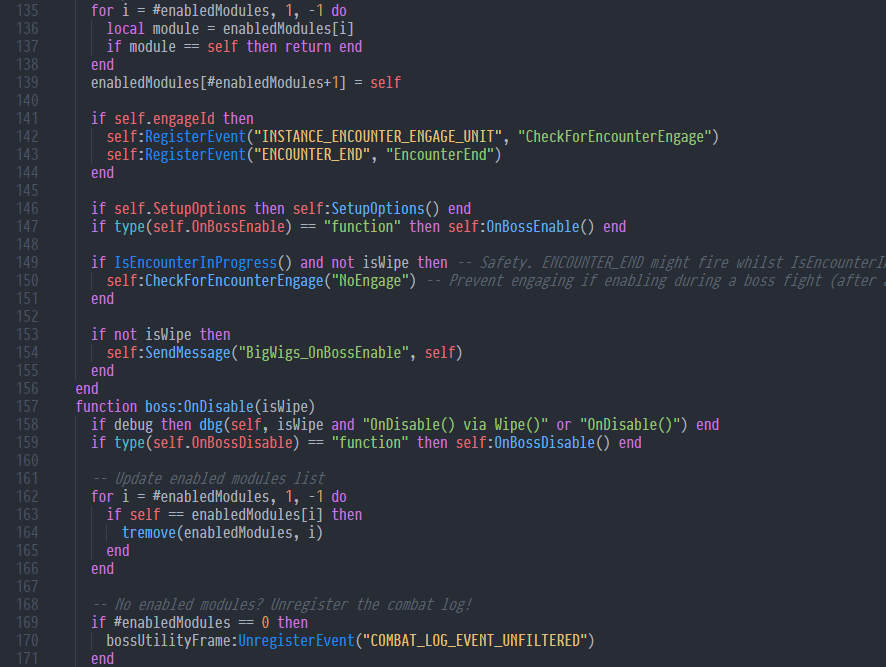 135 for i = #enabledModules, 1, -1 do
136 local module = enabledModules[i]
137 if module == self then return end
138 end
139 enabledModules[#enabledModules+1] = self
140
141 if self.engageId then
142 self:RegisterEvent("INSTANCE_ENCOUNTER_ENGAGE_UNIT", "CheckForEncounterEngage")
143 self:RegisterEvent("ENCOUNTER_END", "EncounterEnd")
144 end
145
146 if self.SetupOptions then self:SetupOptions() end
147 if type(self.OnBossEnable) == "function" then self:OnBossEnable() end
148
149 if IsEncounterInProgress() and not isWipe then -- Safety. ENCOUNTER_END might fire whilst IsEncounterI
150 self:CheckForEncounterEngage("NoEngage") -- Prevent engaging if enabling during a boss fight (after
151 end
152
153 if not isWipe then
154 self:SendMessage("BigWigs_OnBossEnable", self)
155 end
156 end
157 function boss:OnDisable(isWipe)
158 if debug then dbg(self, isWipe and "OnDisable() via Wipe()" or "OnDisable()") end
159 if type(self.OnBossDisable) == "function" then self:OnBossDisable() end
160
161 -- Update enabled modules list
162 for i = #enabledModules, 1, -1 do
163 if self == enabledModules[i] then
164 tremove(enabledModules, i)
165 end
166 end
167
168 -- No enabled modules? Unregister the combat log!
169 if #enabledModules == 0 then
170 bossUtilityFrame:UnregisterEvent("COMBAT_LOG_EVENT_UNFILTERED")
171 end